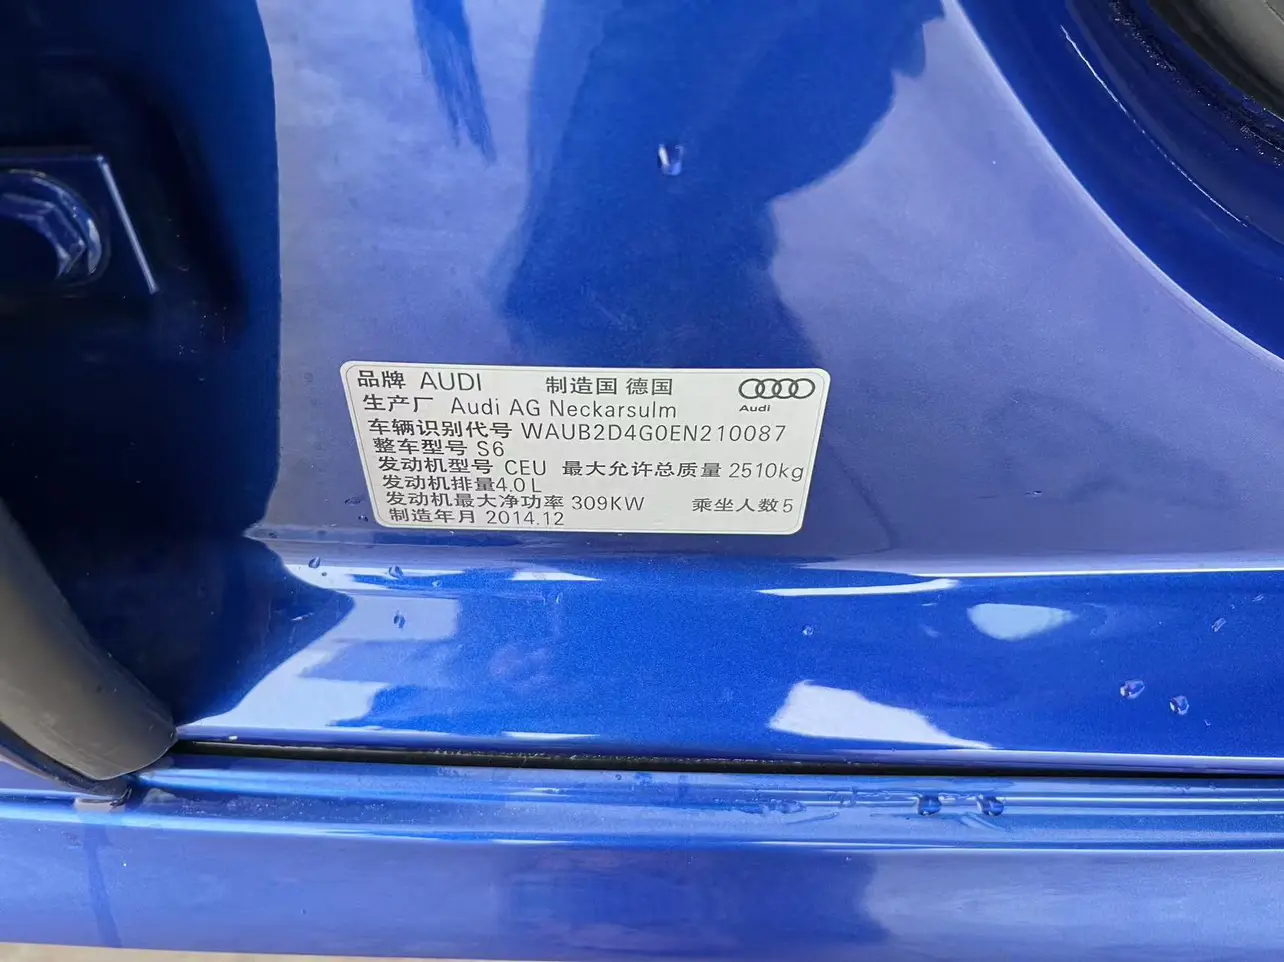 品牌 AUDI 制造国 德国
生产厂 Audi AG Neckarsulm Audi
车辆识别代号 WAUB2D4G0EN210087
整车型号 S6
发动机型号 CEU 最大允许总质量 2510kg
发动机排量4.0L
发动机最大净功率 309KW 乘坐人数5
制造年月 2014.12